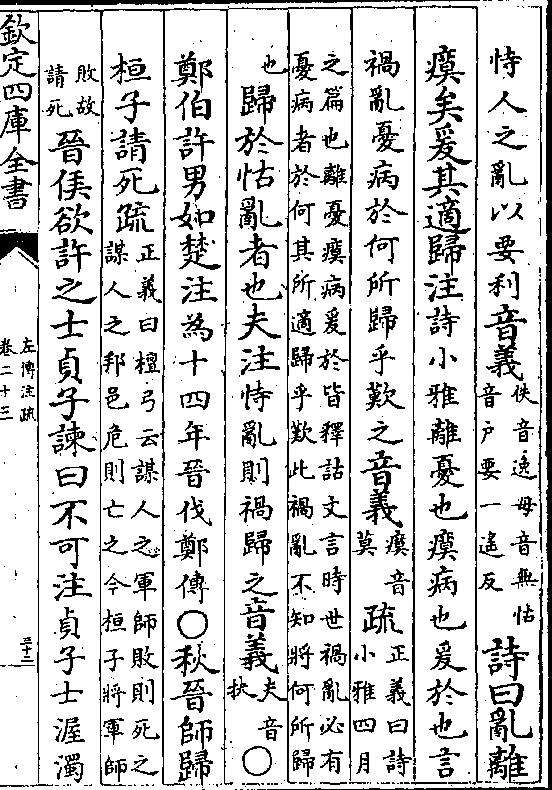 恃人之亂以要利音義佚音逸毋音無怙
音戶要一遙反詩曰亂離
瘼矣爰其適歸注詩小雅離憂也瘼病也爰於也言
禍亂憂病於何所歸乎歎之音義瘼音
莫疏正義曰詩
小雅四月
之篇也離憂瘼病爰於皆釋詁文言時世禍亂必有
憂病者於何其所適歸乎歎此禍亂不知將何所歸
也歸於怙亂者也夫注恃亂則禍歸之音義夫音
扶〇
鄭伯許男如楚注為十四年晉伐鄭傳〇秋晉師歸
桓子請死疏正義曰檀弓云謀人之軍師敗則死之
謀人之邦邑危則亡之今桓子將軍師
敗故
請死晉侯欲許之士貞子諫曰不可注貞子士渥濁
欽定四庫全書
左傳注疏
卷二十三
五十二